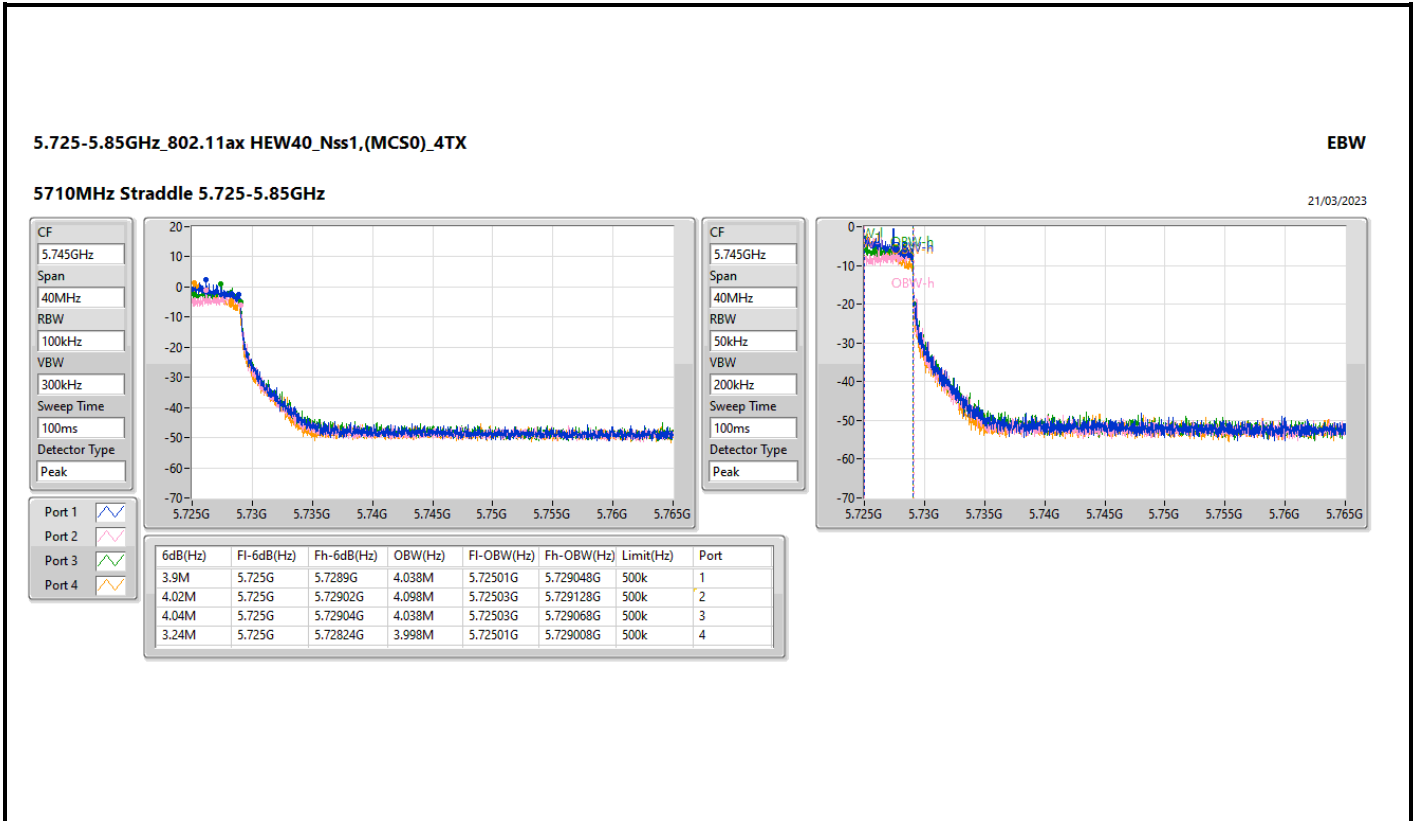 5.725-5.85GHz_802.11ax HEW40_Nss1,(MCS0)_4TX
EBW
5710MHz Straddle 5.725-5.85GHz
21/03/2023
CF
5.745GHz
Span
40MHz
RBW
100kHz
VBW
300kHz
Sweep Time
100ms
Detector Type
Peak
20
10
0
-10
-20
-30
-40
-50
-60
-70
5.725G 5.73G 5.735G 5.74G 5.745G 5.75G 5.755G 5.76G 5.765G
CF
5.745GHz
Span
40MHz
RBW
50kHz
VBW
200kHz
Sweep Time
100ms
Detector Type
Peak
0
-10
-20
-30
-40
-50
-60
-70
OBW-h
OBW-h
5.725G 5.73G 5.735G 5.74G 5.745G 5.75G 5.755G 5.76G 5.765G
Port 1
Port 2
Port 3
Port 4
6dB(Hz) Fl-6dB(Hz) Fh-6dB(Hz) OBW(Hz) Fl-OBW(Hz) Fh-OBW(Hz) Limit(Hz) Port
3.9M 5.725G 5.7289G 4.038M 5.72501G 5.729048G 500k 1
4.02M 5.725G 5.72902G 4.098M 5.72503G 5.729128G 500k 2
4.04M 5.725G 5.72904G 4.038M 5.72503G 5.729068G 500k 3
3.24M 5.725G 5.72824G 3.998M 5.72501G 5.729008G 500k 4